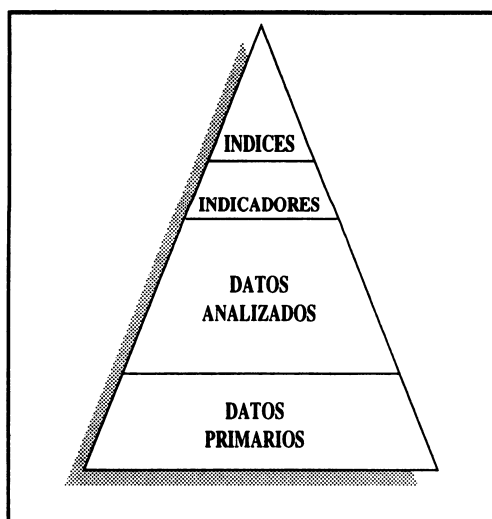 INDICES
INDICADORES
DATOS
ANALIZADOS
DATOS
PRIMARIOS